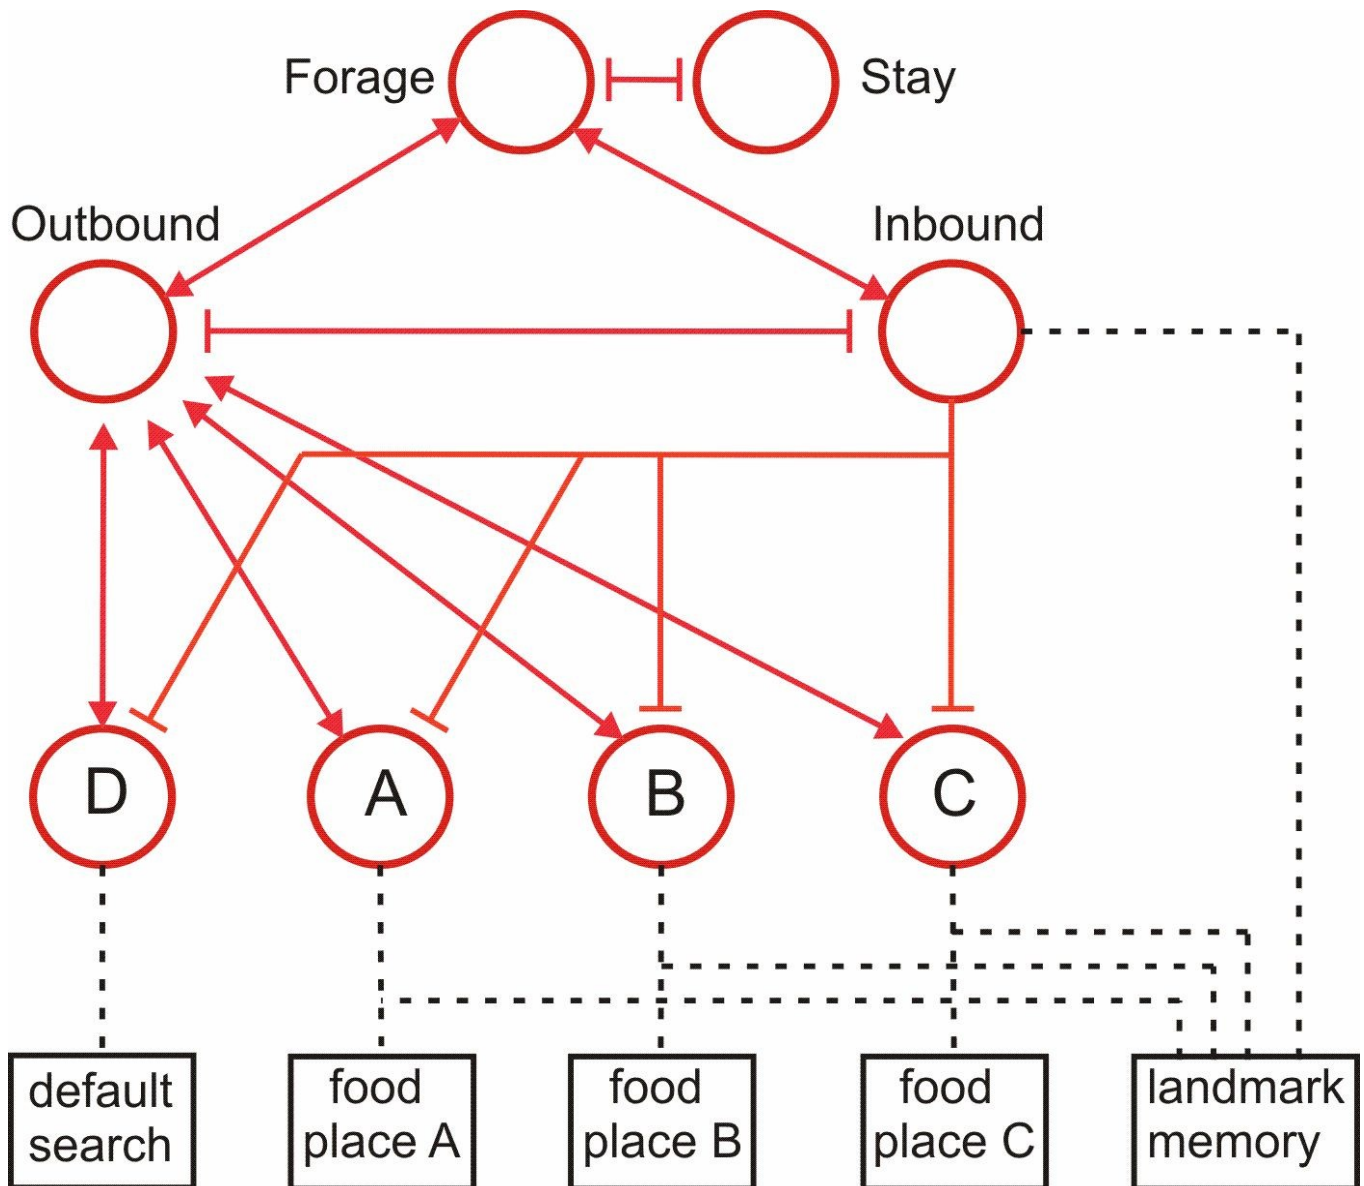 Forage
Stay
Outbound
Inbound
D
A
B
C
default
search
food
place A
food
place B
food
place C
landmark
memory